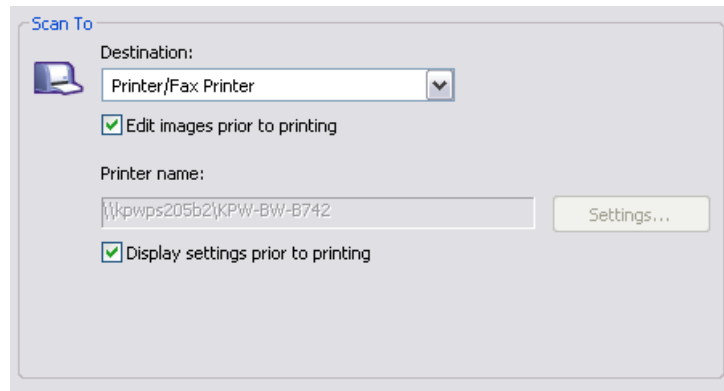 Scan To
Destination:
Printer/Fax Printer
Edit images prior to printing
Printer name:
\\kpwps205b2\KPW-BW-B742
Settings...
Display settings prior to printing